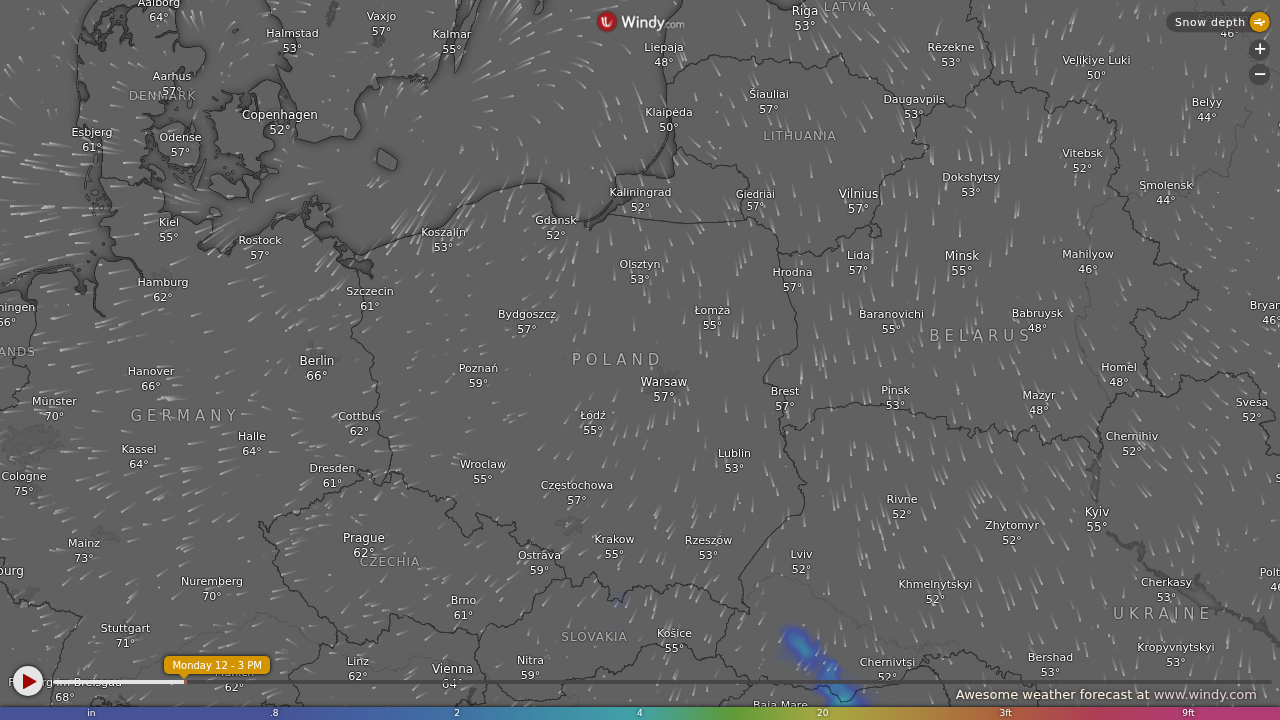 Aalborg
64°
Vaxjo
57°
Windy.com
Riga
53°
LATVIA
Snow depth
46°
Halmstad
53°
Kalmar
55°
Liepaja
48°
Rēzekne
53°
Velikiye Luki
50°
+
−
Aarhus
57°
DENMARK
Šiauliai
57°
Daugavpils
53°
Belyy
44°
Copenhagen
52°
Klaipėda
50°
LITHUANIA
Esbjerg
61°
Odense
57°
Vitebsk
52°
Dokshytsy
53°
Smolensk
44°
Kaliningrad
52°
Giedriai
57°
Vilnius
57°
Kiel
55°
Gdansk
52°
Koszalin
53°
Rostock
57°
Olsztyn
53°
Hrodna
57°
Lida
57°
Minsk
55°
Mahilyow
46°
Hamburg
62°
Szczecin
61°
Bydgoszcz
57°
Łomża
55°
Baranovichi
55°
Babruysk
48°
BELARUS
Berlin
66°
POLAND
Hanover
66°
Poznań
59°
Warsaw
57°
Brest
57°
Pinsk
53°
Homel
48°
Mazyr
48°
Svesa
52°
Münster
70°
GERMANY
Cottbus
62°
Łódź
55°
Kassel
64°
Halle
64°
Chernihiv
52°
Cologne
75°
Dresden
61°
Wroclaw
55°
Lublin
53°
Częstochowa
57°
Rivne
52°
Zhytomyr
52°
Kyiv
55°
Mainz
73°
Prague
62°
CZECHIA
Ostrava
59°
Krakow
55°
Rzeszów
53°
Lviv
52°
Nuremberg
70°
Brno
61°
Khmelnytskyi
52°
Cherkasy
53°
UKRAINE
Stuttgart
71°
SLOVAKIA
Košice
55°
Kropyvnytskyi
53°
Monday 12 - 3 PM
Linz
62°
Vienna
64°
Nitra
59°
Chernivtsi
52°
Bershad
53°
68°
62°
Baia Mare
Awesome weather forecast at www.windy.com
in .8 2 4 20 3ft 9ft